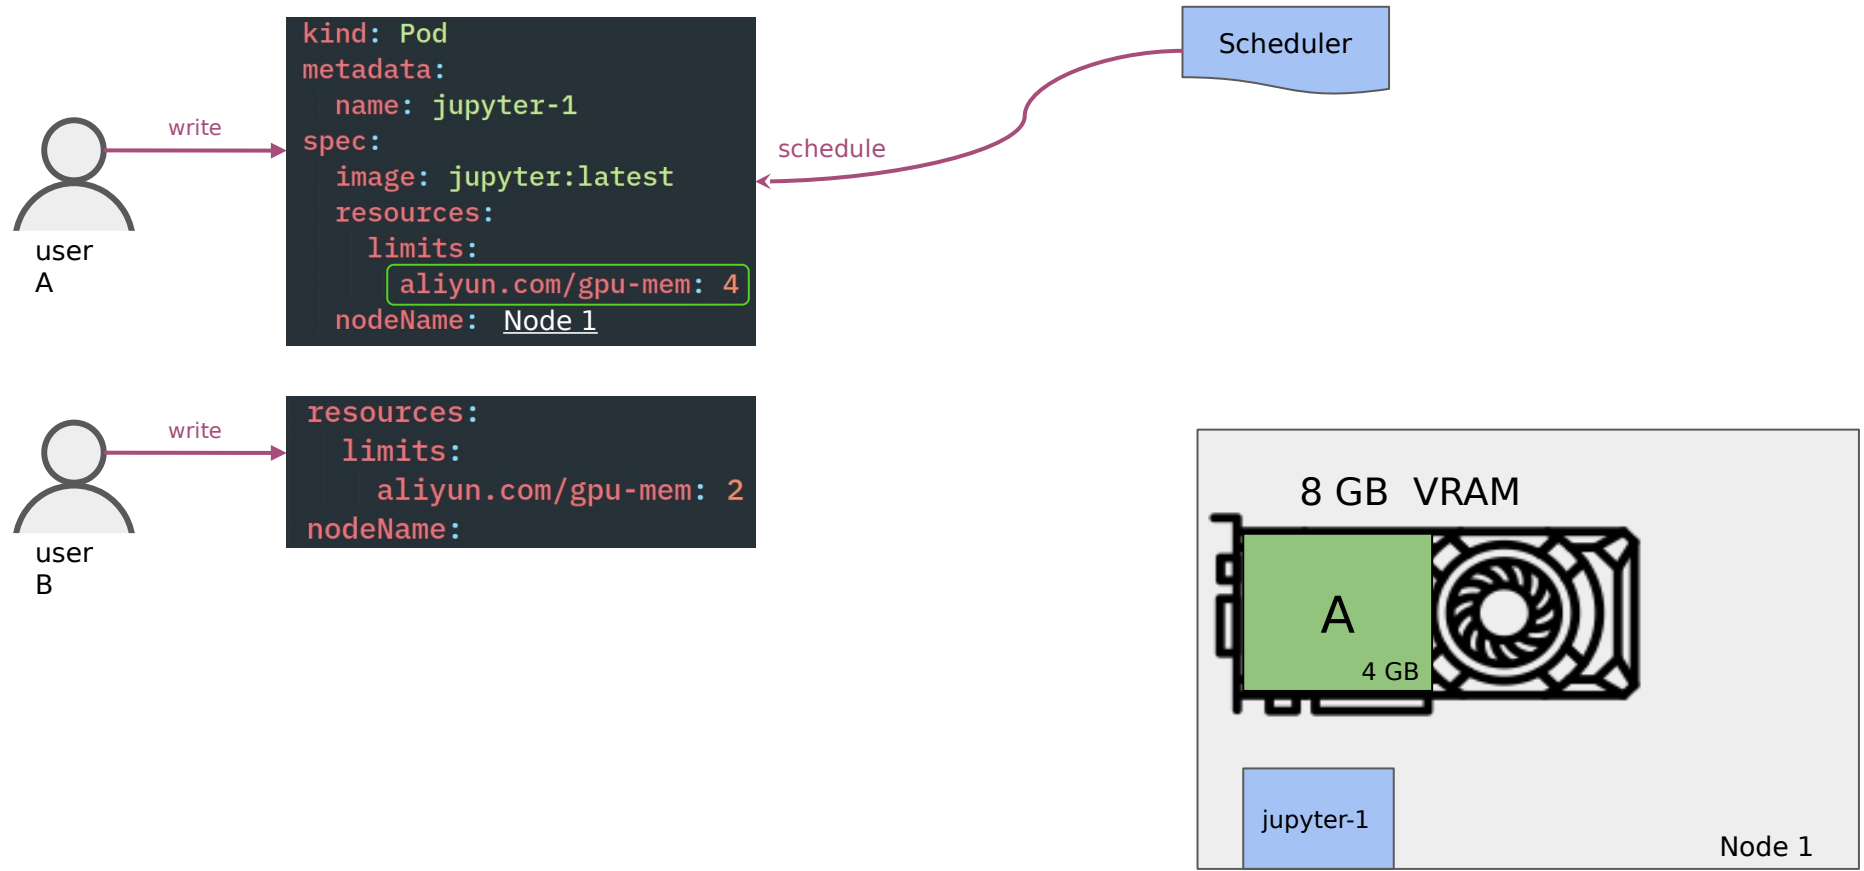 kind: Pod
metadata:
name: jupyter-1
spec:
image: jupyter:latest
resources:
limits:
aliyun.com/gpu-mem: 4
nodeName: Node 1
write
user
A
schedule
Scheduler
resources:
limits:
aliyun.com/gpu-mem: 2
nodeName:
write
user
B
8 GB VRAM
A
4 GB
jupyter-1
Node 1